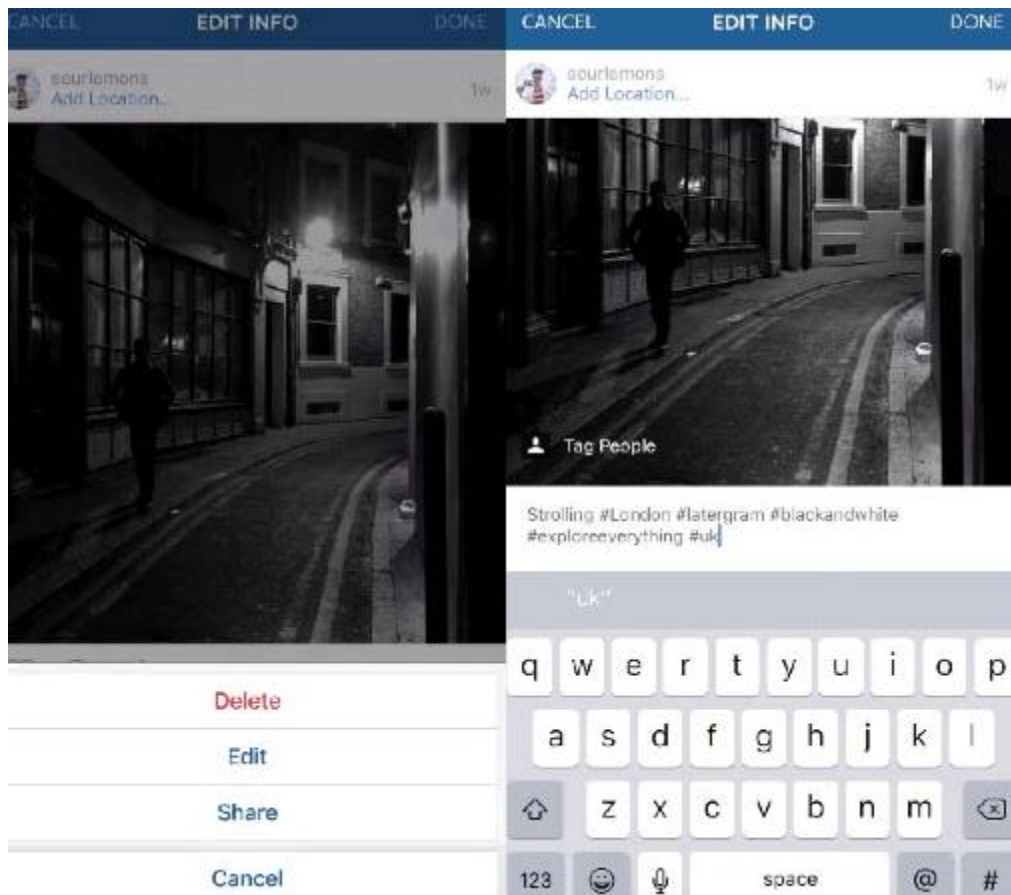 CANCEL EDIT INFO DONE
sourlemons
Add Location...
1w
Delete
Edit
Share
Cancel
CANCEL EDIT INFO DONE
sourlemons
Add Location...
1w
Tag People
Strolling #London #latergram #blackandwhite
#exploreeverything #uk
"uk"
q w e r t y u i o p
a s d f g h j k l
z x c v b n m
123 space @ #